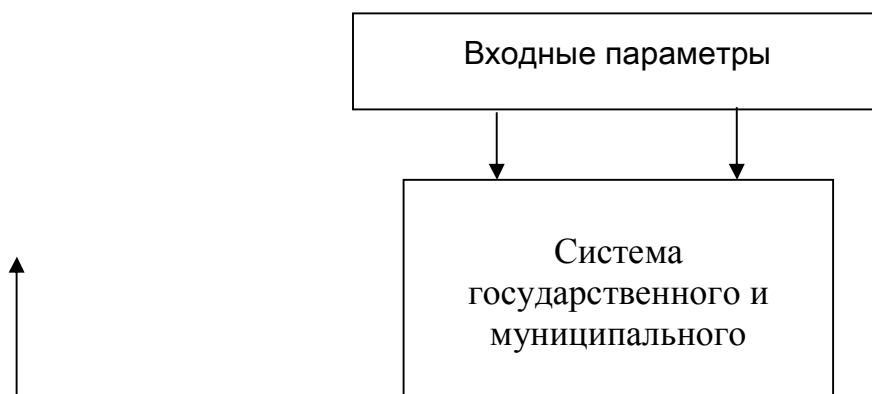 Входные параметры
Система
государственного и
муниципального